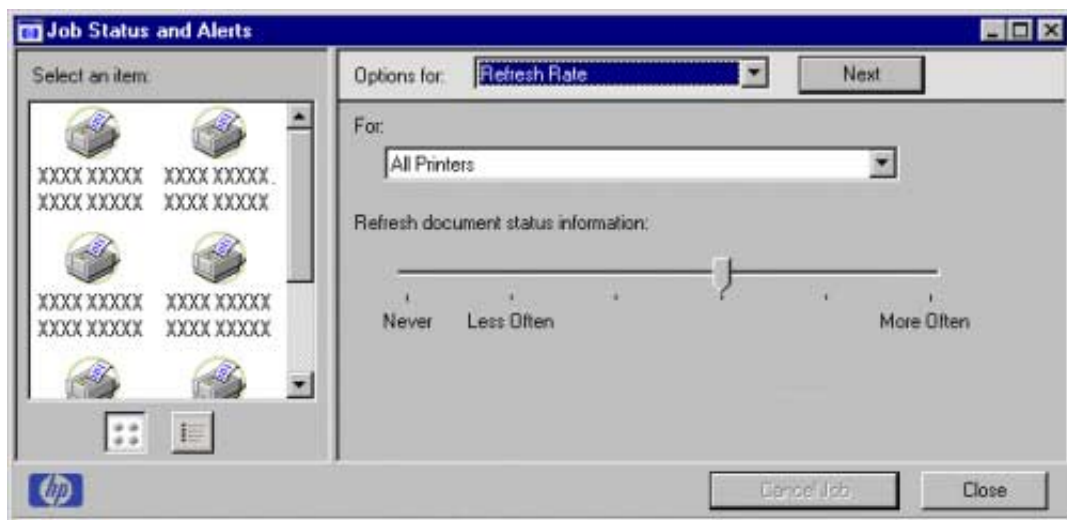 Job Status and Alerts
Select an item:
Options for: Refresh Rate Next
For:
All Printers
XXXX XXXXX XXXX XXXXX.
XXXX XXXXX XXXX XXXXX
Refresh document status information:
XXXX XXXXX XXXX XXXXX
XXXX XXXXX XXXX XXXXX
Never Less Often More Often
hp
Cancel Job Close